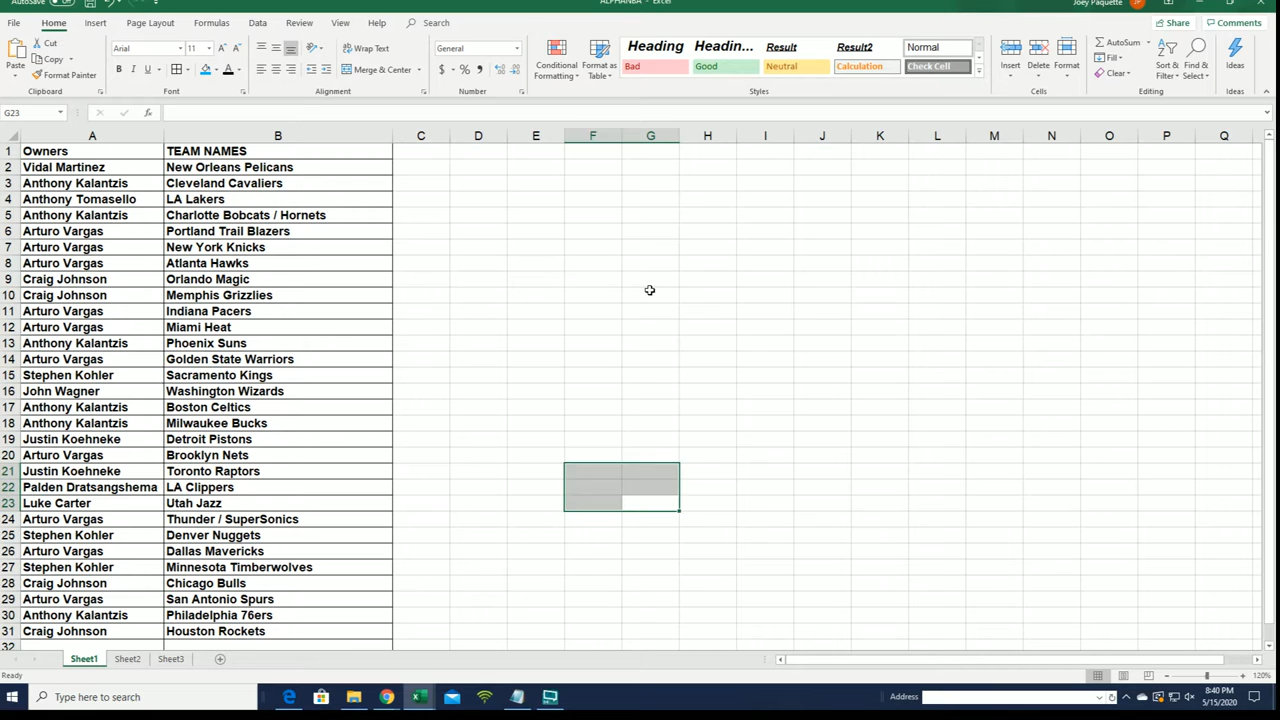 AutoSave ALPHANBA - Excel Joey Paquette JP
File Home Insert Page Layout Formulas Data Review View Help Search Share Comments
Paste Cut Copy Format Painter Clipboard
Arial 11 B I U A Font
Wrap Text Merge & Center Alignment
General $ % Number
Conditional Formatting Format as Table
Heading Headin... Result Result2 Normal
Bad Good Neutral Calculation Check Cell
Styles
Insert Delete Format Cells
AutoSum Fill Clear Sort & Filter Find & Select Editing
Ideas Ideas
G23 fx
A B C D E F G H I J K L M N O P Q
1 Owners TEAM NAMES
2 Vidal Martinez New Orleans Pelicans
3 Anthony Kalantzis Cleveland Cavaliers
4 Anthony Tomasello LA Lakers
5 Anthony Kalantzis Charlotte Bobcats / Hornets
6 Arturo Vargas Portland Trail Blazers
7 Arturo Vargas New York Knicks
8 Arturo Vargas Atlanta Hawks
9 Craig Johnson Orlando Magic
10 Craig Johnson Memphis Grizzlies
11 Arturo Vargas Indiana Pacers
12 Arturo Vargas Miami Heat
13 Anthony Kalantzis Phoenix Suns
14 Arturo Vargas Golden State Warriors
15 Stephen Kohler Sacramento Kings
16 John Wagner Washington Wizards
17 Anthony Kalantzis Boston Celtics
18 Anthony Kalantzis Milwaukee Bucks
19 Justin Koehneke Detroit Pistons
20 Arturo Vargas Brooklyn Nets
21 Justin Koehneke Toronto Raptors
22 Palden Dratsangshema LA Clippers
23 Luke Carter Utah Jazz
24 Arturo Vargas Thunder / SuperSonics
25 Stephen Kohler Denver Nuggets
26 Arturo Vargas Dallas Mavericks
27 Stephen Kohler Minnesota Timberwolves
28 Craig Johnson Chicago Bulls
29 Arturo Vargas San Antonio Spurs
30 Anthony Kalantzis Philadelphia 76ers
31 Craig Johnson Houston Rockets
32
Sheet1 Sheet2 Sheet3
Ready 120%
Type here to search Address 8:40 PM
5/15/2020